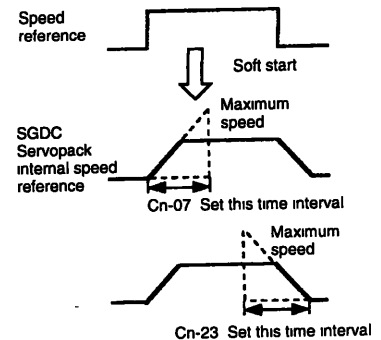 Speed
reference
Soft start
Maximum
speed
SGDC
Servopack
internal speed
reference
Cn-07 Set this time interval
Maximum
speed
Cn-23 Set this time interval